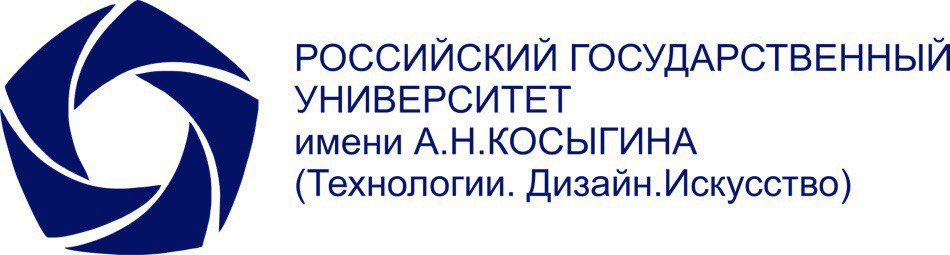 РОССИЙСКИЙ ГОСУДАРСТВЕННЫЙ
УНИВЕРСИТЕТ
имени А.Н.КОСЫГИНА
(Технологии. Дизайн.Искусство)